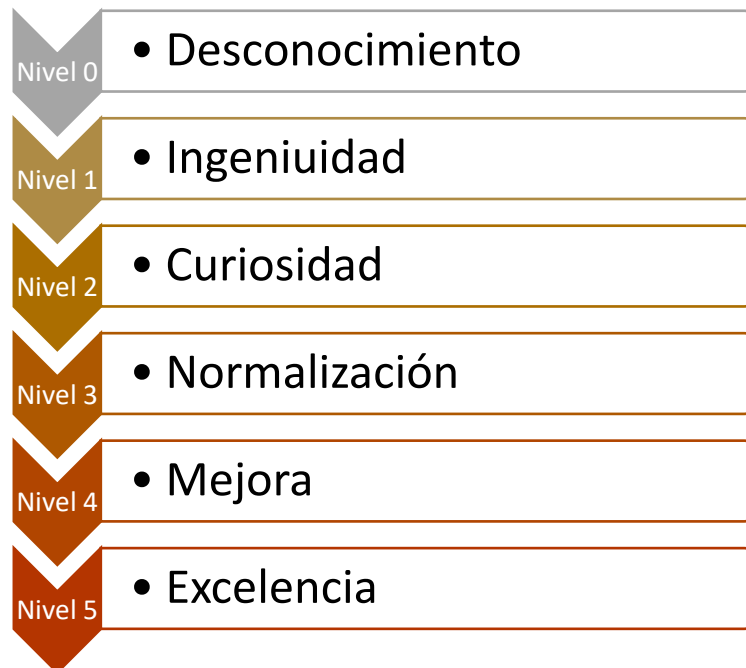 Nivel 0
• Desconocimiento
Nivel 1
• Ingeniuidad
Nivel 2
• Curiosidad
Nivel 3
• Normalización
Nivel 4
• Mejora
Nivel 5
• Excelencia